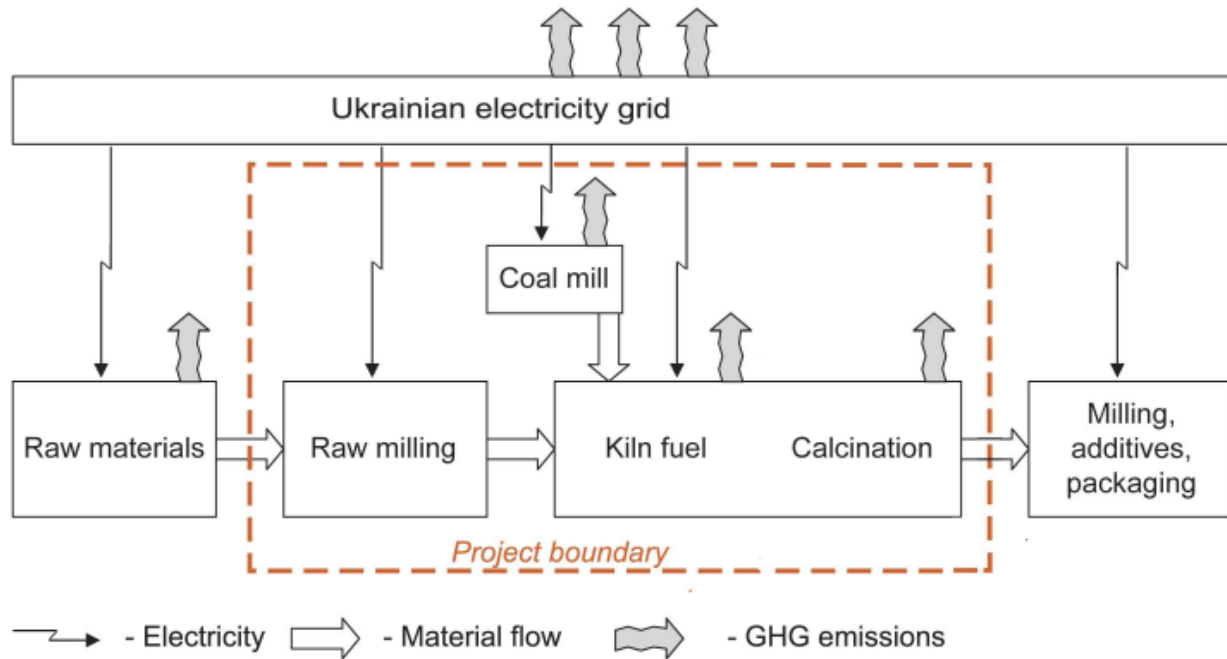 Ukrainian electricity grid
Coal mill
Raw materials
Raw milling
Kiln fuel
Calcination
Milling,
additives,
packaging
Project boundary
- Electricity
- Material flow
- GHG emissions